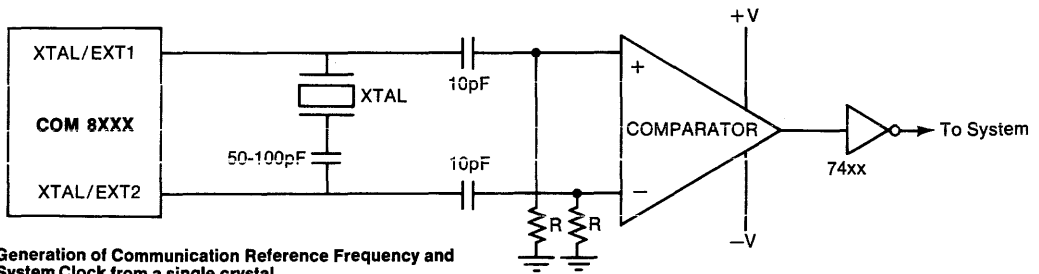 XTAL/EXT1
COM 8XXX
XTAL/EXT2
XTAL
50-100pF
10pF
10pF
R
R
+
COMPARATOR
−
+V
−V
74xx
To System
Generation of Communication Reference Frequency and
System Clock from a single crystal